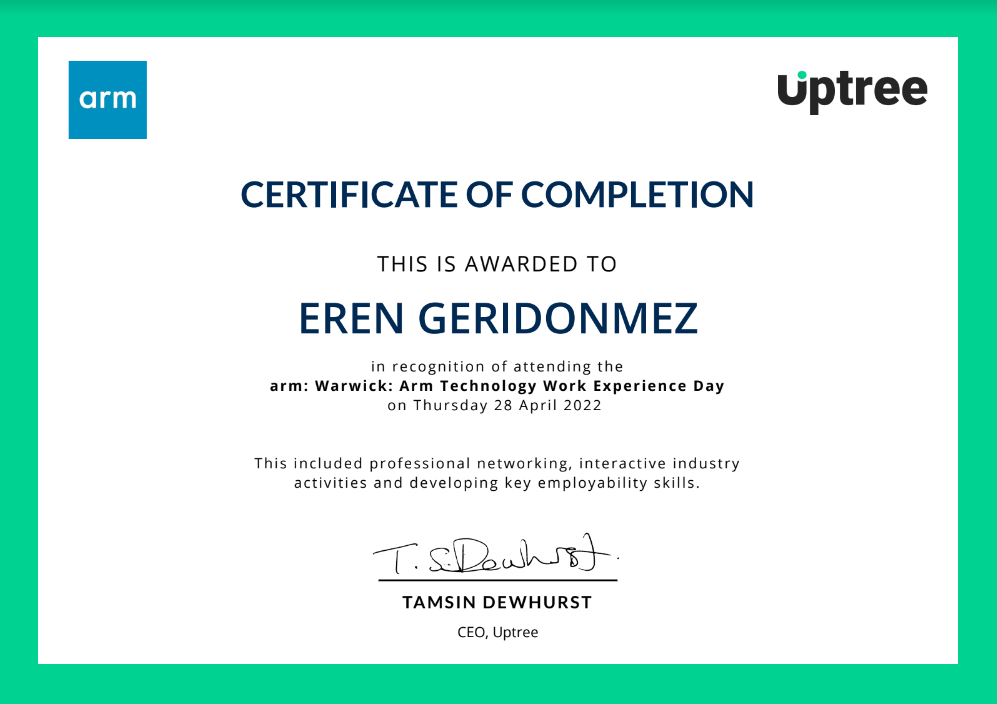 arm
Uptree
CERTIFICATE OF COMPLETION
THIS IS AWARDED TO
EREN GERIDONMEZ
in recognition of attending the
arm: Warwick: Arm Technology Work Experience Day
on Thursday 28 April 2022
This included professional networking, interactive industry
activities and developing key employability skills.
T. S. Dewhurst.
TAMSIN DEWHURST
CEO, Uptree